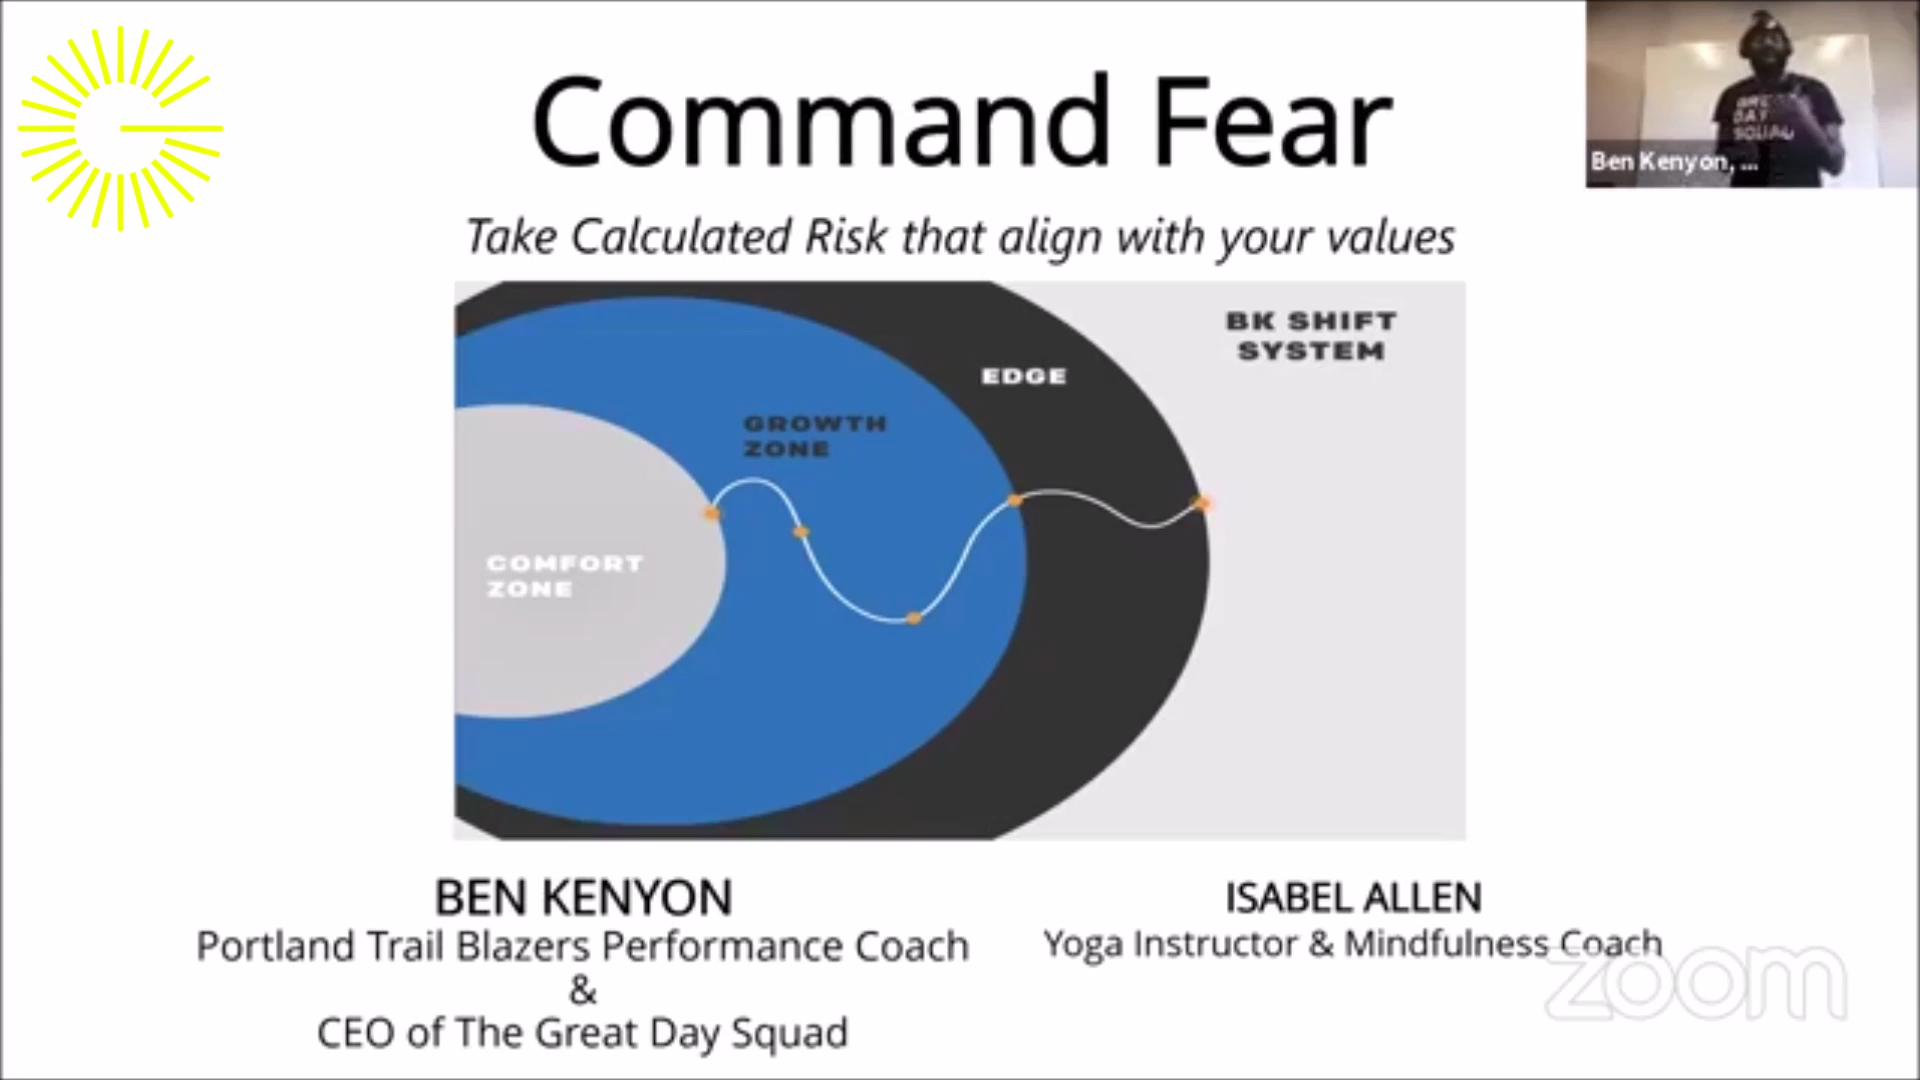 Command Fear
Take Calculated Risk that align with your values
BK SHIFT
SYSTEM
EDGE
GROWTH
ZONE
COMFORT
ZONE
DAY
SQUAD
Ben Kenyon, ...
BEN KENYON
Portland Trail Blazers Performance Coach
&
CEO of The Great Day Squad
ISABEL ALLEN
Yoga Instructor & Mindfulness Coach
zoom